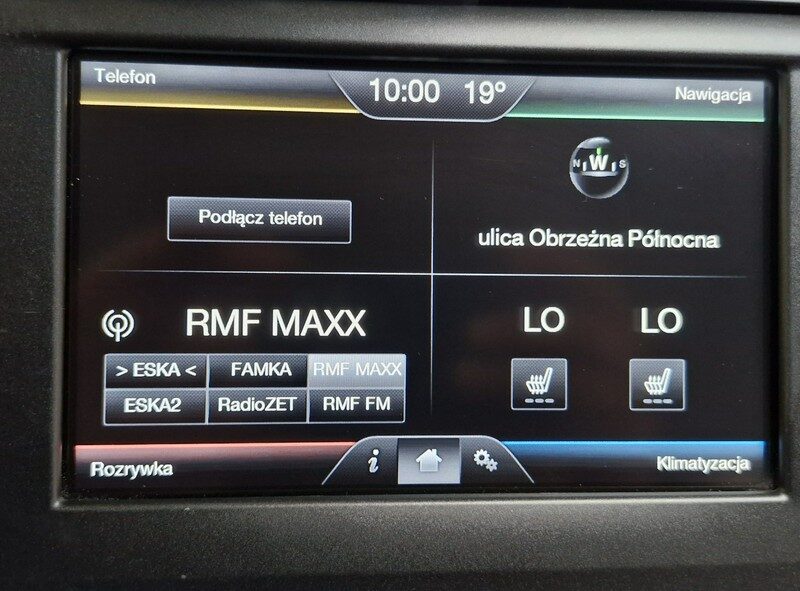 Telefon
10:00 19°
Nawigacja
N W S
Podłącz telefon
ulica Obrzeżna Północna
RMF MAXX
LO LO
> ESKA < FAMKA RMF MAXX
ESKA2 RadioZET RMF FM
Rozrywka
i
Klimatyzacja